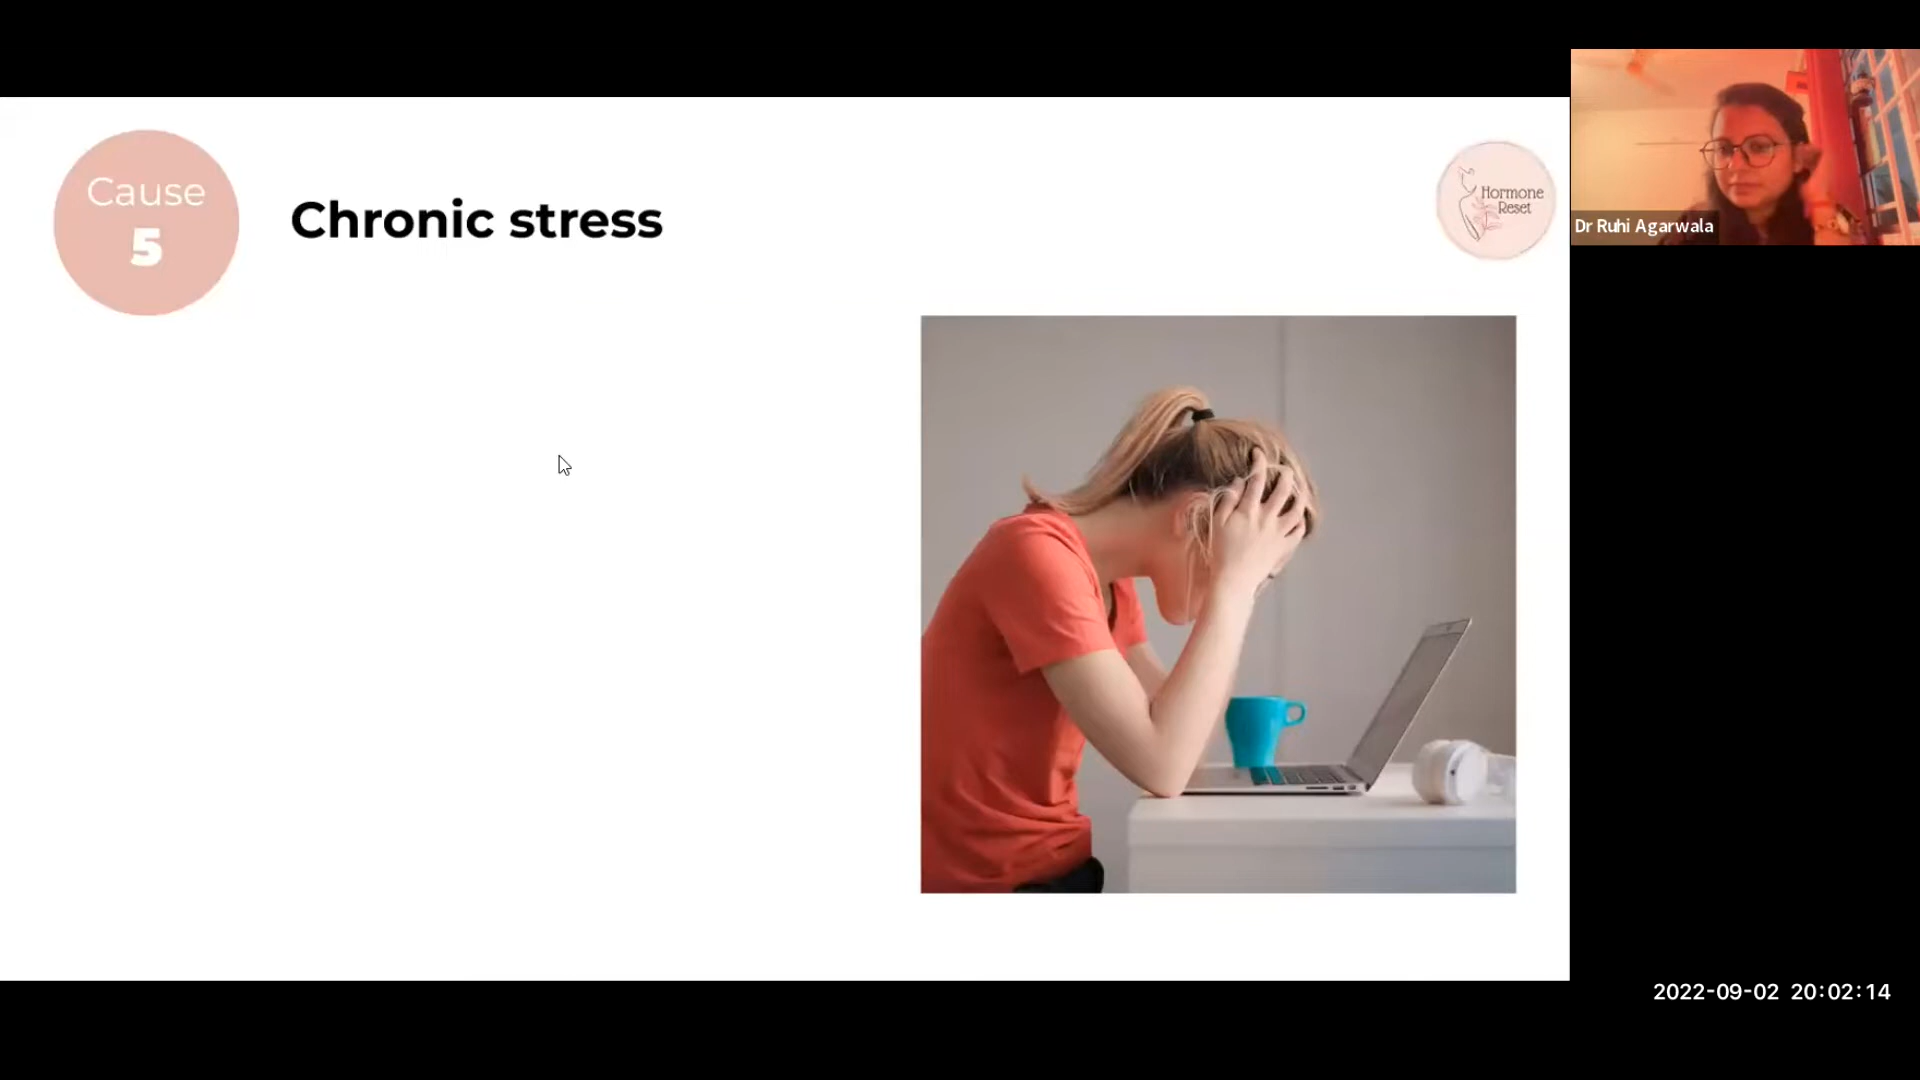 Cause
5
Chronic stress
Hormone
Reset
Dr Ruhi Agarwala
2022-09-02 20:02:14